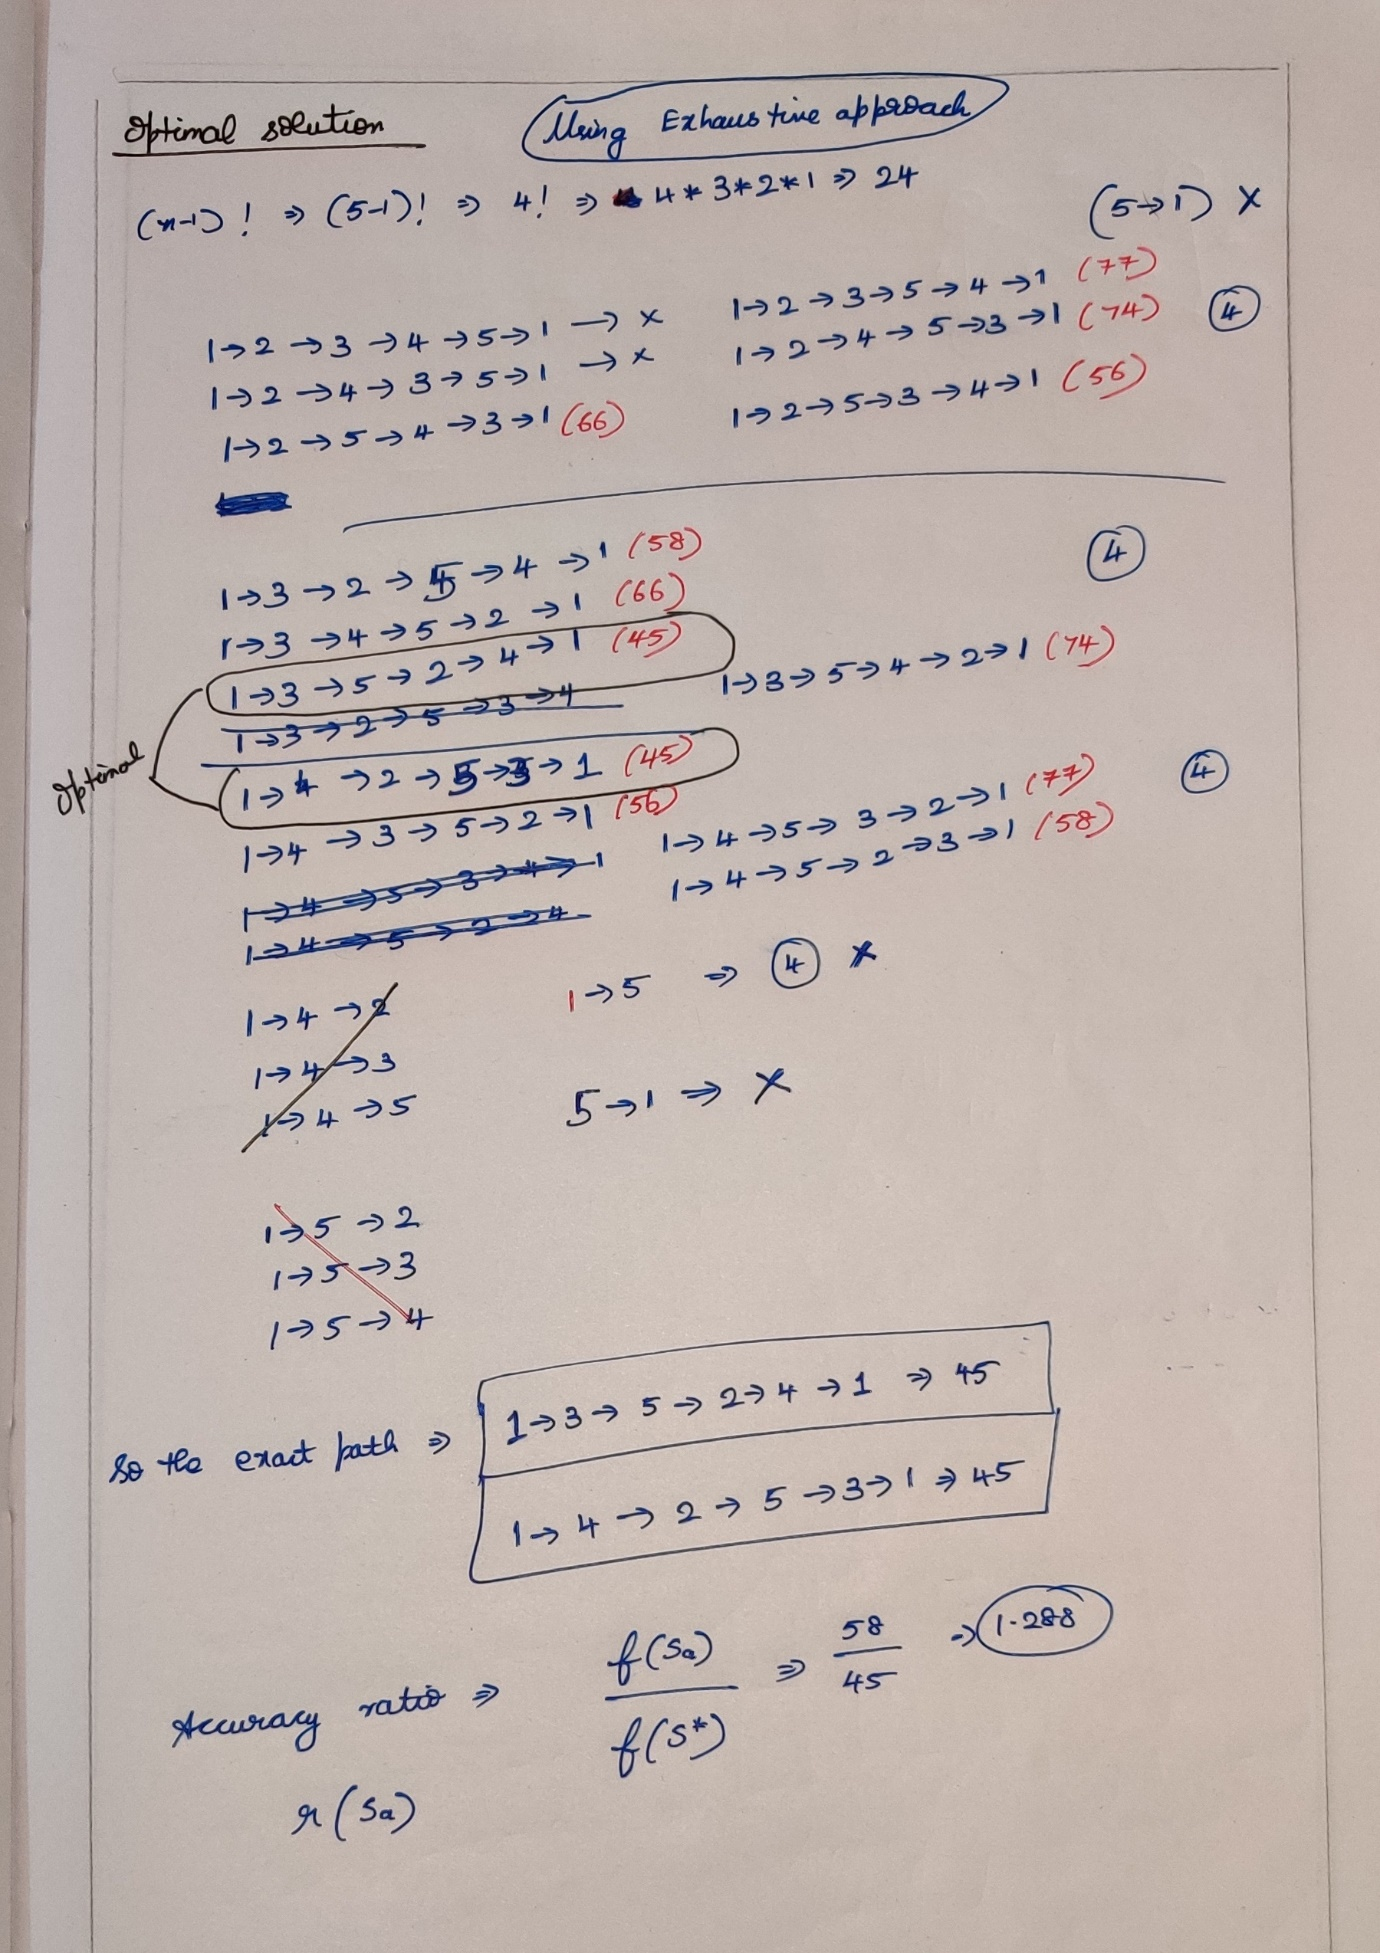 Optimal solution
Using Exhaustive approach
(n-1)! ⇒ (5-1)! ⇒ 4! ⇒ 4*3*2*1 ⇒ 24
(5→1) X
1→2→3→4→5→1 → x
1→2→3→5→4→1 (77)
1→2→4→3→5→1 → x
1→2→4→5→3→1 (74)
4
1→2→5→4→3→1 (66)
1→2→5→3→4→1 (56)
1→3→2→5→4→1 (58)
4
1→3→4→5→2→1 (66)
1→3→5→2→4→1 (45)
1→3→5→4→2→1 (74)
1→3→2→5→3→4
Optimal
1→4→2→5→3→1 (45)
1→4→3→5→2→1 (56)
1→4→5→3→2→1 (77)
4
1→4→5→3→4→1
1→4→5→2→3→1 (58)
1→4→5→2→4
1→4→2
1→5 ⇒ 4 x
1→4→3
1→4→5
5→1 ⇒ X
1→5→2
1→5→3
1→5→4
So the exact path ⇒
1→3→5→2→4→1 ⇒ 45
1→4→2→5→3→1 ⇒ 45
Accuracy ratio ⇒ f(Sa) / f(S*) ⇒ 58 / 45 ⇒ 1.288
r(Sa)